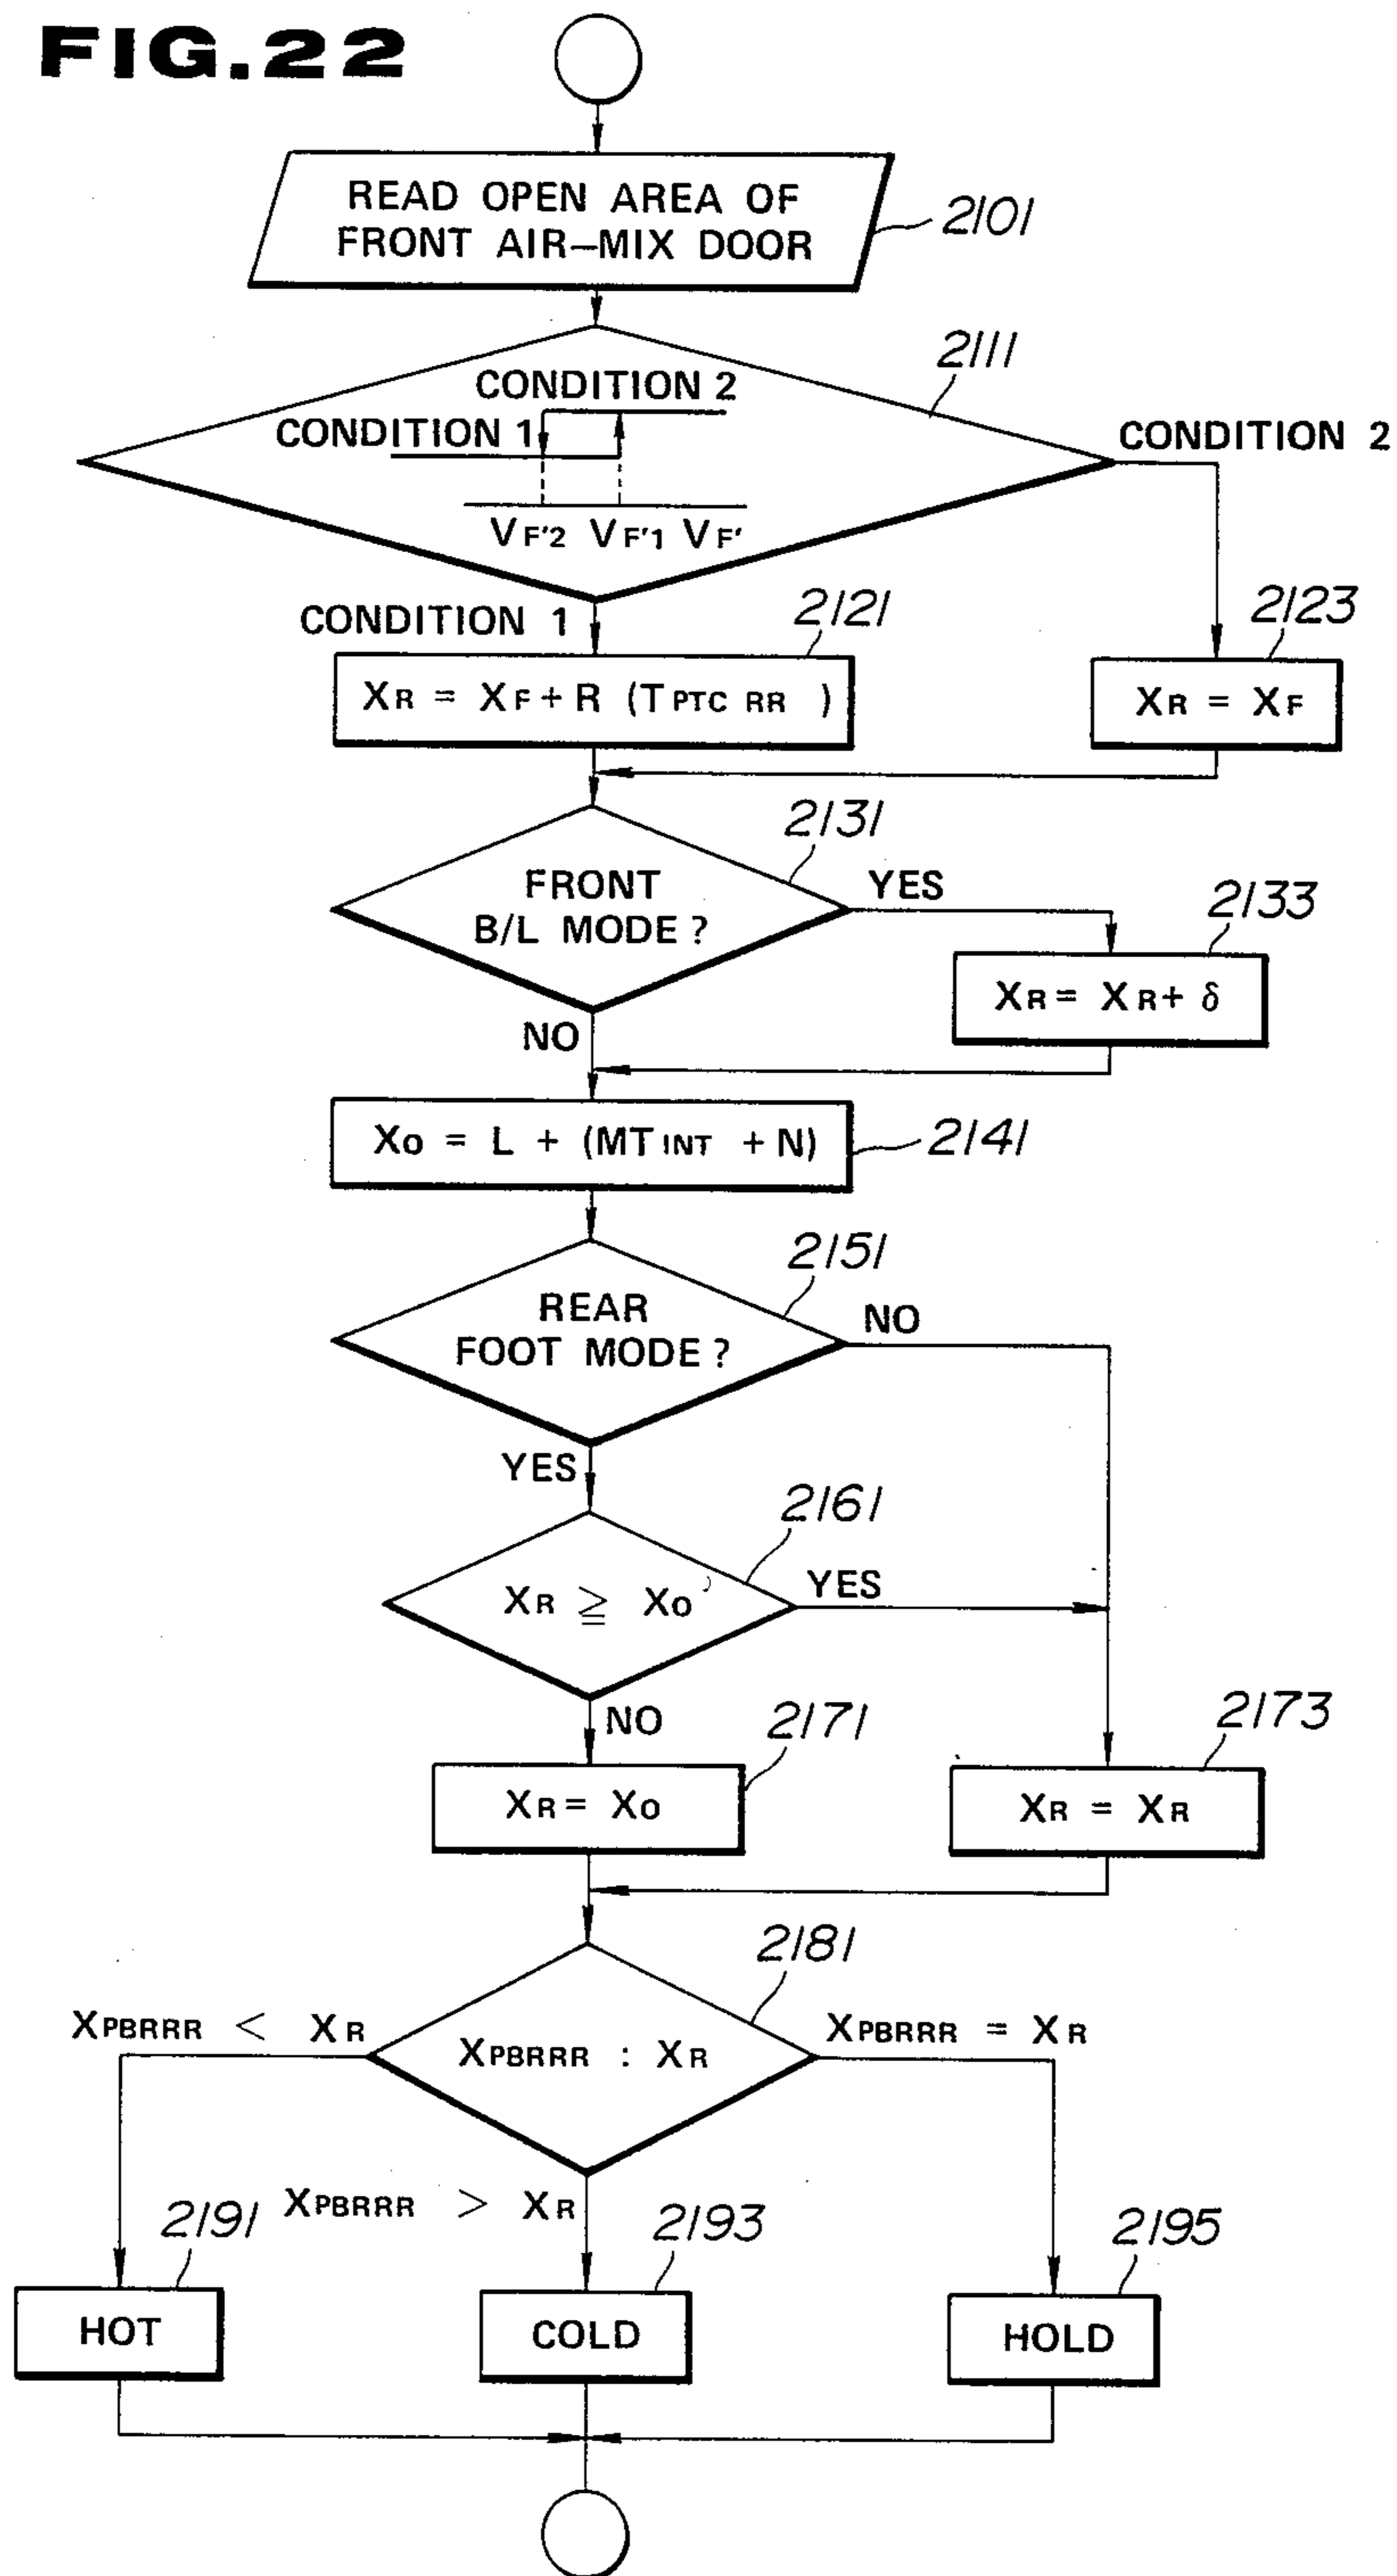 FIG.22
READ OPEN AREA OF
FRONT AIR-MIX DOOR
2101
2111
CONDITION 2
CONDITION 1
CONDITION 2
VF'2 VF'1 VF'
CONDITION 1
2121
2123
XR = XF + R (TPTC RR )
XR = XF
2131
FRONT
B/L MODE ?
YES
2133
XR = XR + δ
NO
X0 = L + (MTINT + N)
2141
2151
REAR
FOOT MODE ?
NO
YES
2161
XR ≧ X0
YES
NO
2171
2173
XR = X0
XR = XR
2181
XPBRRR < XR
XPBRRR : XR
XPBRRR = XR
XPBRRR > XR
2191
2193
2195
HOT
COLD
HOLD